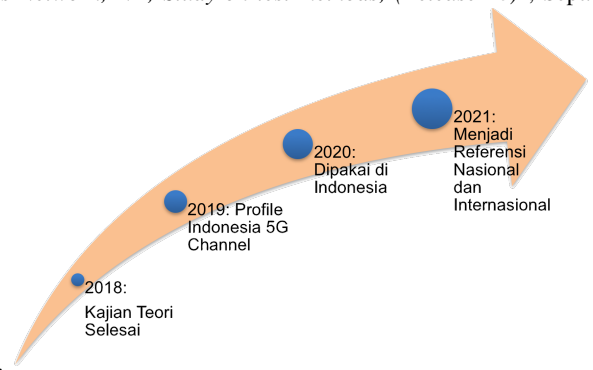 2021:
Menjadi
Referensi
Nasional
dan
Internasional
2020:
Dipakai di
Indonesia
2019: Profile
Indonesia 5G
Channel
2018:
Kajian Teori
Selesai